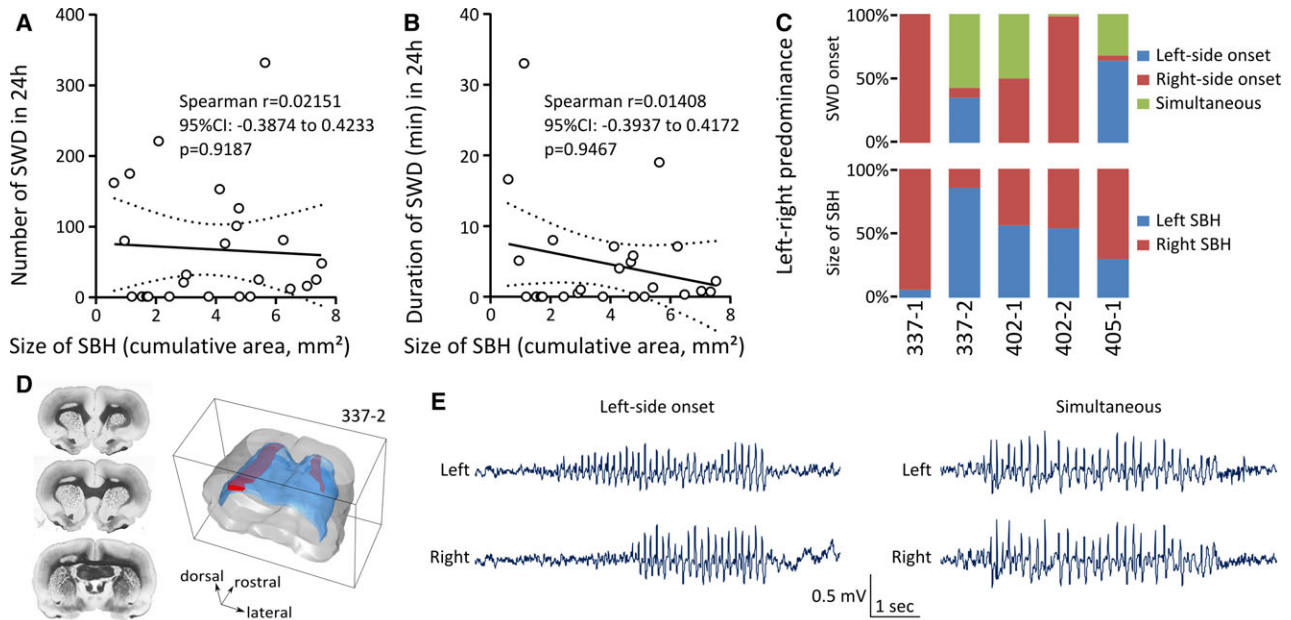 A
400
300
200
100
0
0
2
4
6
8
Number of SWD in 24h
Spearman r=0.02151
95%CI: -0.3874 to 0.4233
p=0.9187
Size of SBH (cumulative area, mm²)
B
40
30
20
10
0
0
2
4
6
8
Duration of SWD (min) in 24h
Spearman r=0.01408
95%CI: -0.3937 to 0.4172
p=0.9467
Size of SBH (cumulative area, mm²)
C
Left-right predominance
SWD onset
100%
50%
0%
Left-side onset
Right-side onset
Simultaneous
Size of SBH
100%
50%
0%
Left SBH
Right SBH
337-1
337-2
402-1
402-2
405-1
D
337-2
dorsal
rostral
lateral
E
Left-side onset
Simultaneous
Left
Left
Right
Right
0.5 mV
1 sec